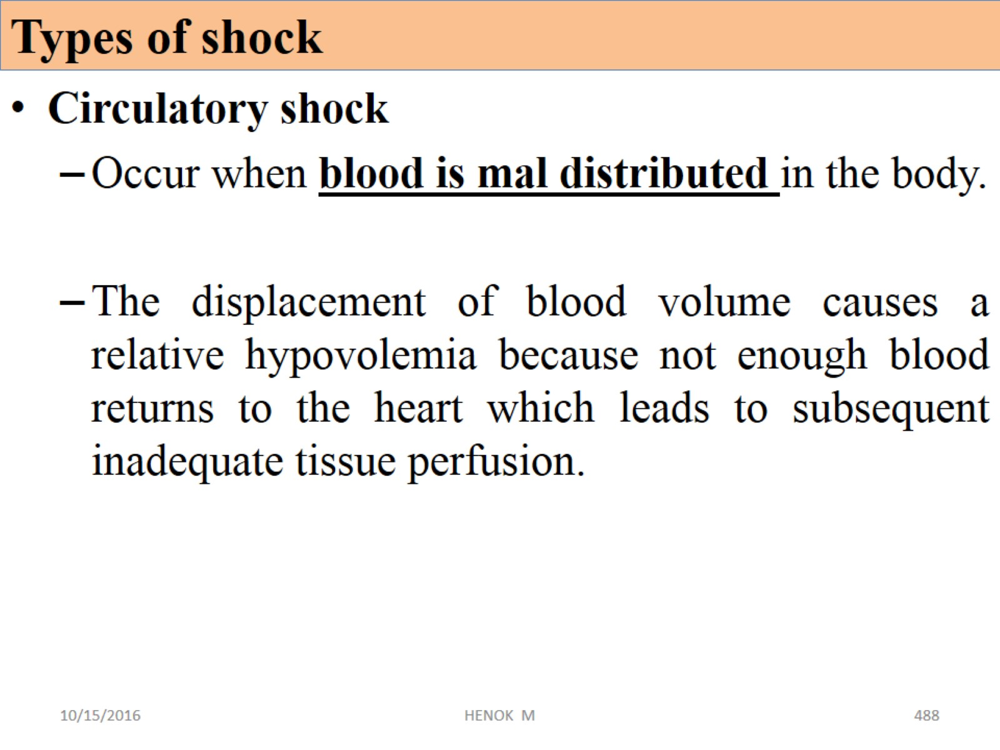 Types of shock
• Circulatory shock
– Occur when blood is mal distributed in the body.
– The displacement of blood volume causes a
relative hypovolemia because not enough blood
returns to the heart which leads to subsequent
inadequate tissue perfusion.
10/15/2016 HENOK M 488